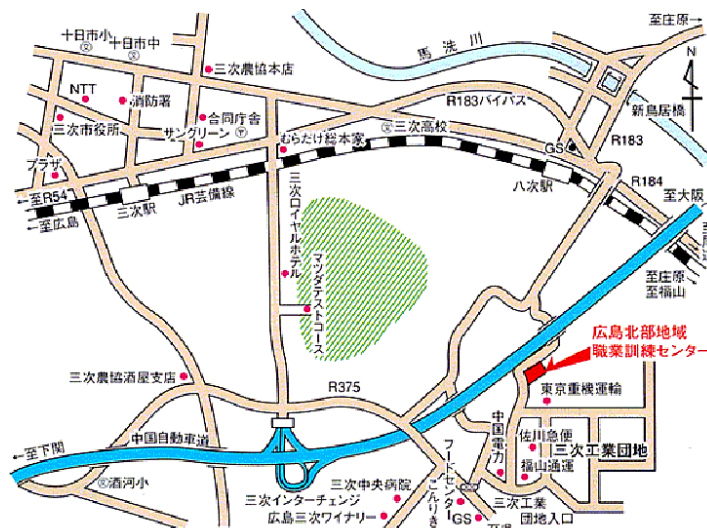 十日市小
十日市中
至庄原
馬洗川
N
三次農協本店
NTT
消防署
合同庁舎
R183バイパス
新鳥居橋
三次市役所
サングリーン
むらたけ総本家
三次高校
GS
R183
プラザ
R184
至R54
至広島
三次駅
JR芸備線
八次駅
至大阪
三次ロイヤルホテル
マツダテストコース
至庄原
至福山
広島北部地域
職業訓練センター
三次農協酒屋支店
R375
東京重機運輸
中国自動車道
至下関
中国電力
佐川急便
三次工業団地
福山通運
酒河小
三次インターチェンジ
三次中央病院
広島三次ワイナリー
フードセンター
こんりき
GS
三次工業
団地入口